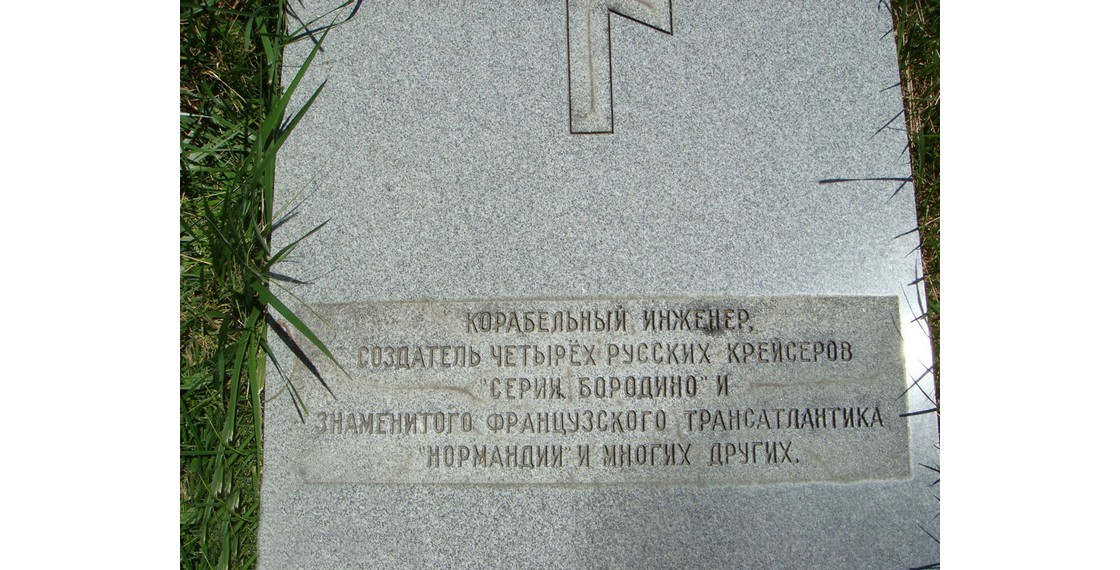 КОРАБЕЛЬНЫЙ ИНЖЕНЕР,
СОЗДАТЕЛЬ ЧЕТЫРЁХ РУССКИХ КРЕЙСЕРОВ
"СЕРИИ БОРОДИНО" И
ЗНАМЕНИТОГО ФРАНЦУЗСКОГО ТРАНСАТЛАНТИКА
"НОРМАНДИИ" И МНОГИХ ДРУГИХ.